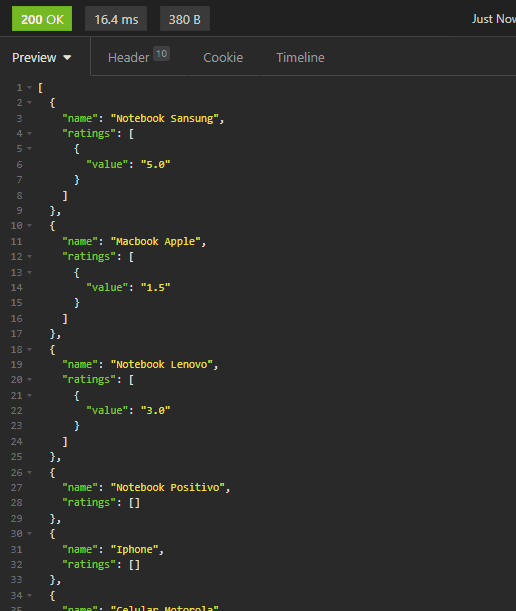 200 OK 16.4 ms 380 B Just Now
Preview Header 10 Cookie Timeline
1 [
2 {
3 "name": "Notebook Sansung",
4 "ratings": [
5 {
6 "value": "5.0"
7 }
8 ]
9 },
10 {
11 "name": "Macbook Apple",
12 "ratings": [
13 {
14 "value": "1.5"
15 }
16 ]
17 },
18 {
19 "name": "Notebook Lenovo",
20 "ratings": [
21 {
22 "value": "3.0"
23 }
24 ]
25 },
26 {
27 "name": "Notebook Positivo",
28 "ratings": []
29 },
30 {
31 "name": "Iphone",
32 "ratings": []
33 },
34 {
35 "name": "Celular Motorola",